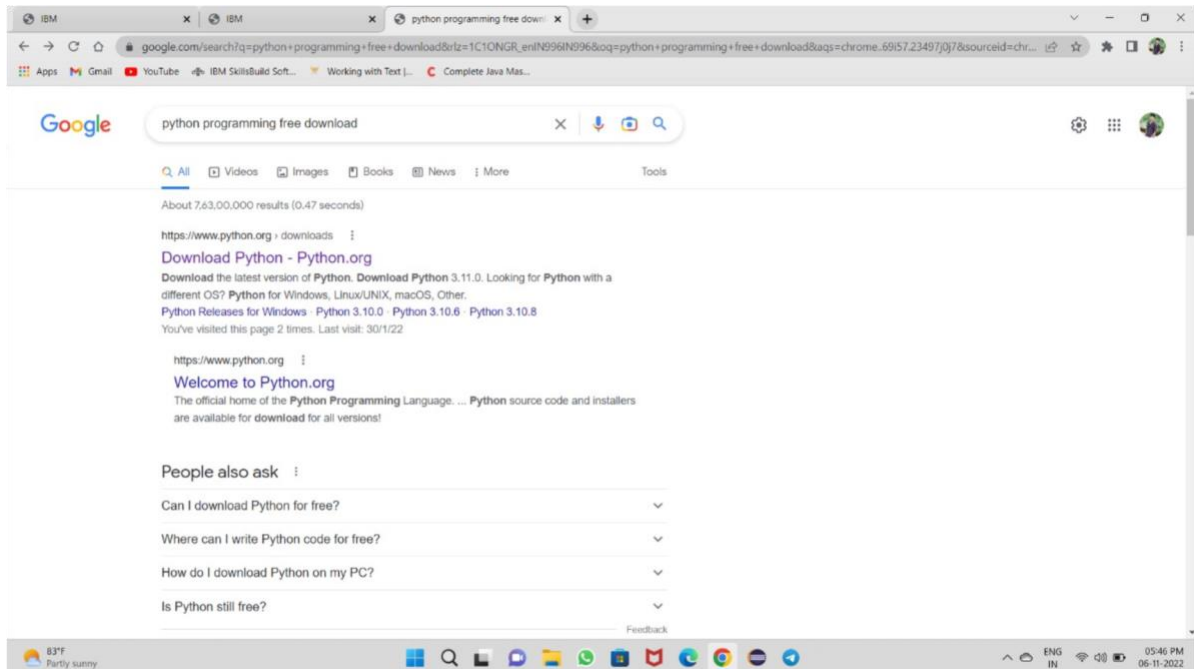 IBM
IBM
python programming free down
google.com/search?q=python+programming+free+download&rlz=1C1ONGR_enIN996IN996&oq=python+programming+free+download&aqs=chrome..69i57.23497j0j7&sourceid=chr...
Apps Gmail YouTube IBM SkillsBuild Soft... Working with Text |... Complete Java Mas...
Google
python programming free download
All Videos Images Books News More Tools
About 7,63,00,000 results (0.47 seconds)
https://www.python.org › downloads
Download Python - Python.org
Download the latest version of Python. Download Python 3.11.0. Looking for Python with a
different OS? Python for Windows, Linux/UNIX, macOS, Other.
Python Releases for Windows · Python 3.10.0 · Python 3.10.6 · Python 3.10.8
You've visited this page 2 times. Last visit: 30/1/22
https://www.python.org
Welcome to Python.org
The official home of the Python Programming Language. ... Python source code and installers
are available for download for all versions!
People also ask
Can I download Python for free?
Where can I write Python code for free?
How do I download Python on my PC?
Is Python still free?
Feedback
83°F
Partly sunny
ENG
IN
05:46 PM
06-11-2022